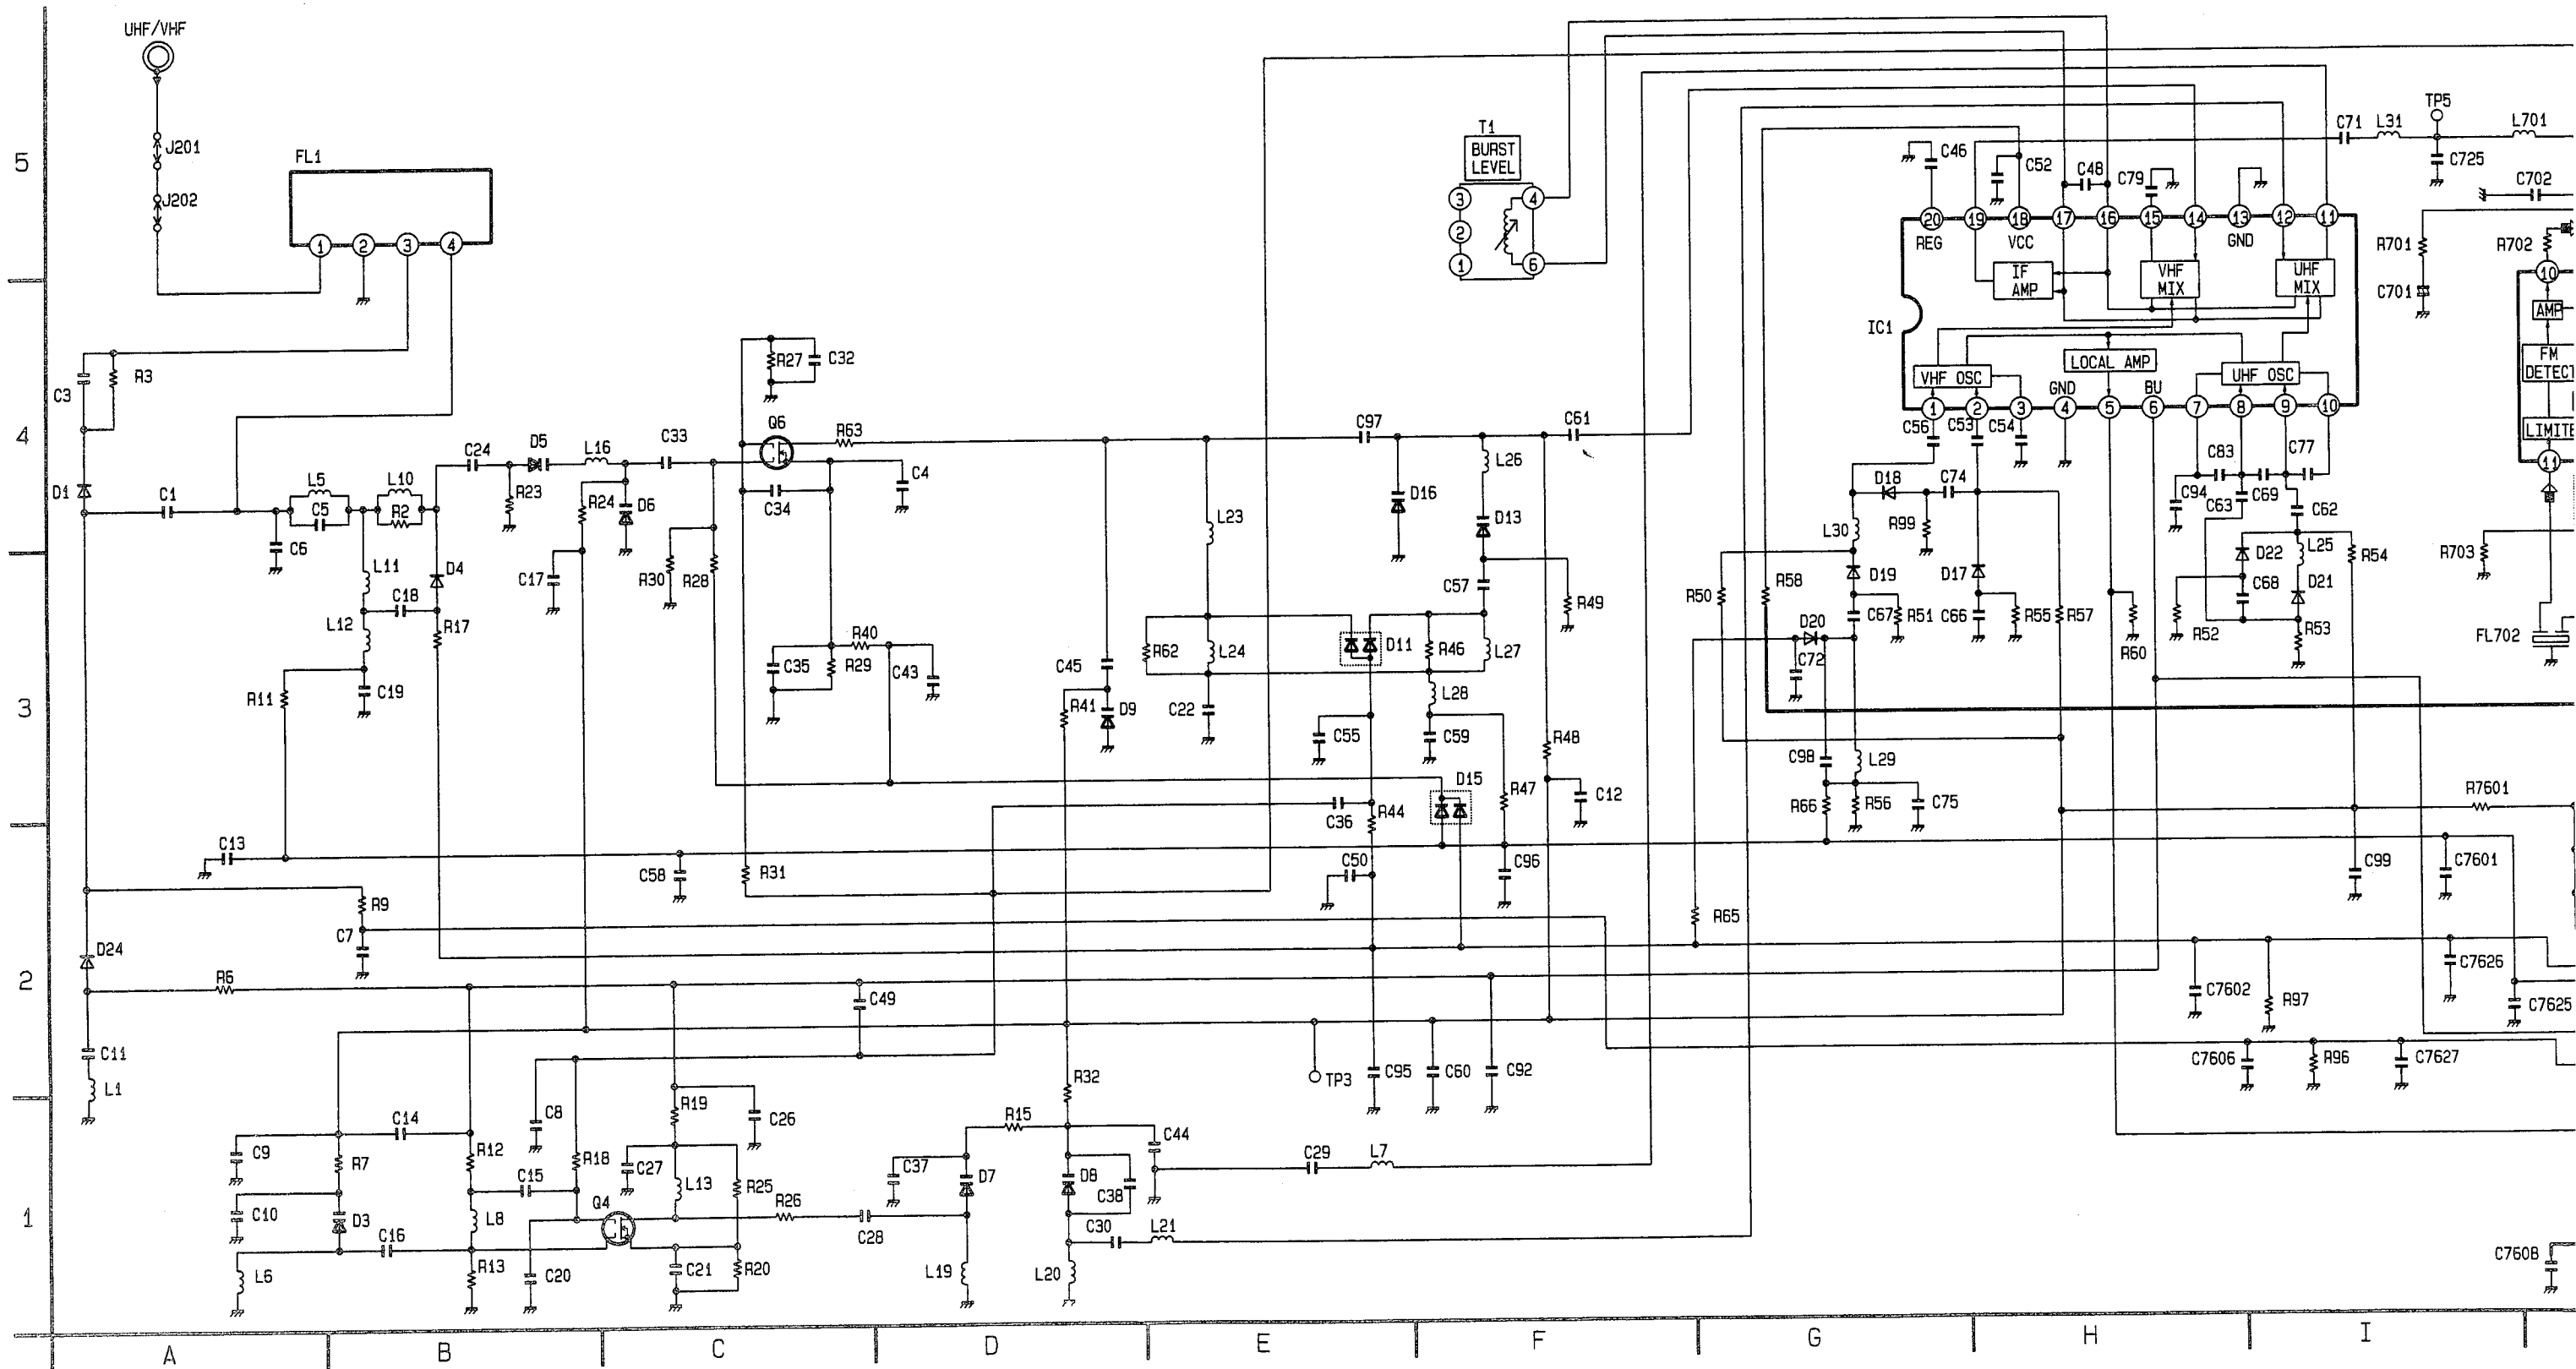 UHF/VHF
J201
J202
FL1
1 2 3 4
T1
BURST
LEVEL
3 4
2
1 6
C46
C52
C48
C79
C71 L31
TP5
L701
C725
C702
20 19 18 17 16 15 14 13 12 11
REG VCC GND
IF
AMP
VHF
MIX
UHF
MIX
IC1
LOCAL AMP
VHF OSC
GND
BU
UHF OSC
1 2 3 4 5 6 7 8 9 10
R701
R702
C701
10
AMP
FM
DETECT
LIMITE
11
5
C3
R3
R27
C32
4
Q6
R63
C97
C61
C24
D5
L16
C33
L26
C4
C56
C53
C54
C83
C77
D1
C1
L5
C5
L10
R2
R23
R24
D6
C34
D16
D13
D18
C74
C94
C63
C69
C62
C6
L23
L30
R99
D22
L25
R54
R703
L11
C18
D4
C17
R30
R28
C57
R49
R50
R58
D19
D17
C68
D21
L12
R17
R40
R29
C35
C43
C45
R62
L24
D11
R46
L27
D20
C67
R51
C66
R55
R57
R60
R52
R53
FL702
C72
3
R11
C19
R41
D9
C22
L28
C55
C59
R48
R47
C12
D15
C98
L29
R66
R56
C75
R7601
C36
R44
C13
C58
R31
C50
C96
C99
C7601
R9
C7
R65
D24
2
R6
C49
C7602
R97
C7626
C7625
C11
L1
TP3
C95
C60
C92
C7606
R96
C7627
R32
R19
C26
C8
C14
R15
C44
C9
R7
R12
C15
R18
C27
L13
R25
C37
D7
D8
C38
C29
L7
1
C10
D3
L8
Q4
R26
C28
C30
L21
C16
R13
C20
C21
R20
L19
L20
L6
C7608
A B C D E F G H I